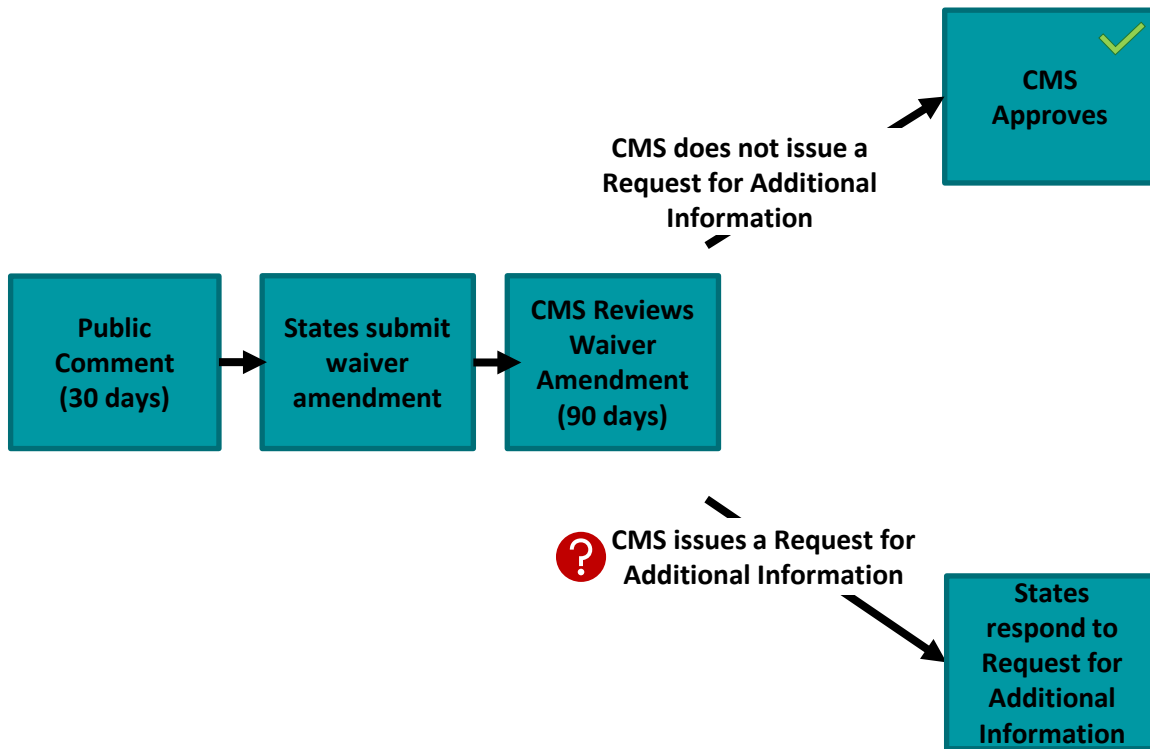 Public
Comment
(30 days)
States submit
waiver
amendment
CMS Reviews
Waiver
Amendment
(90 days)
CMS does not issue a
Request for Additional
Information
CMS
Approves
?
CMS issues a Request for
Additional Information
States
respond to
Request for
Additional
Information